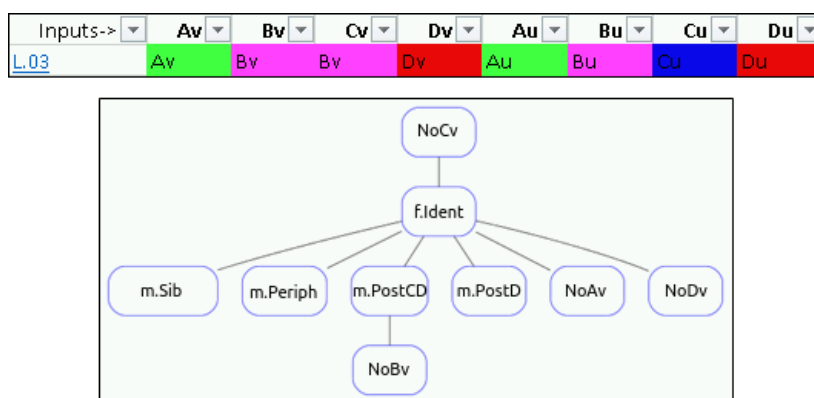 Inputs-> Av Bv Cv Dv Au Bu Cu Du
L.03 Av Bv Bv Dv Au Bu Cu Du
NoCv
f.Ident
m.Sib m.Periph m.PostCD m.PostD NoAv NoDv
NoBv